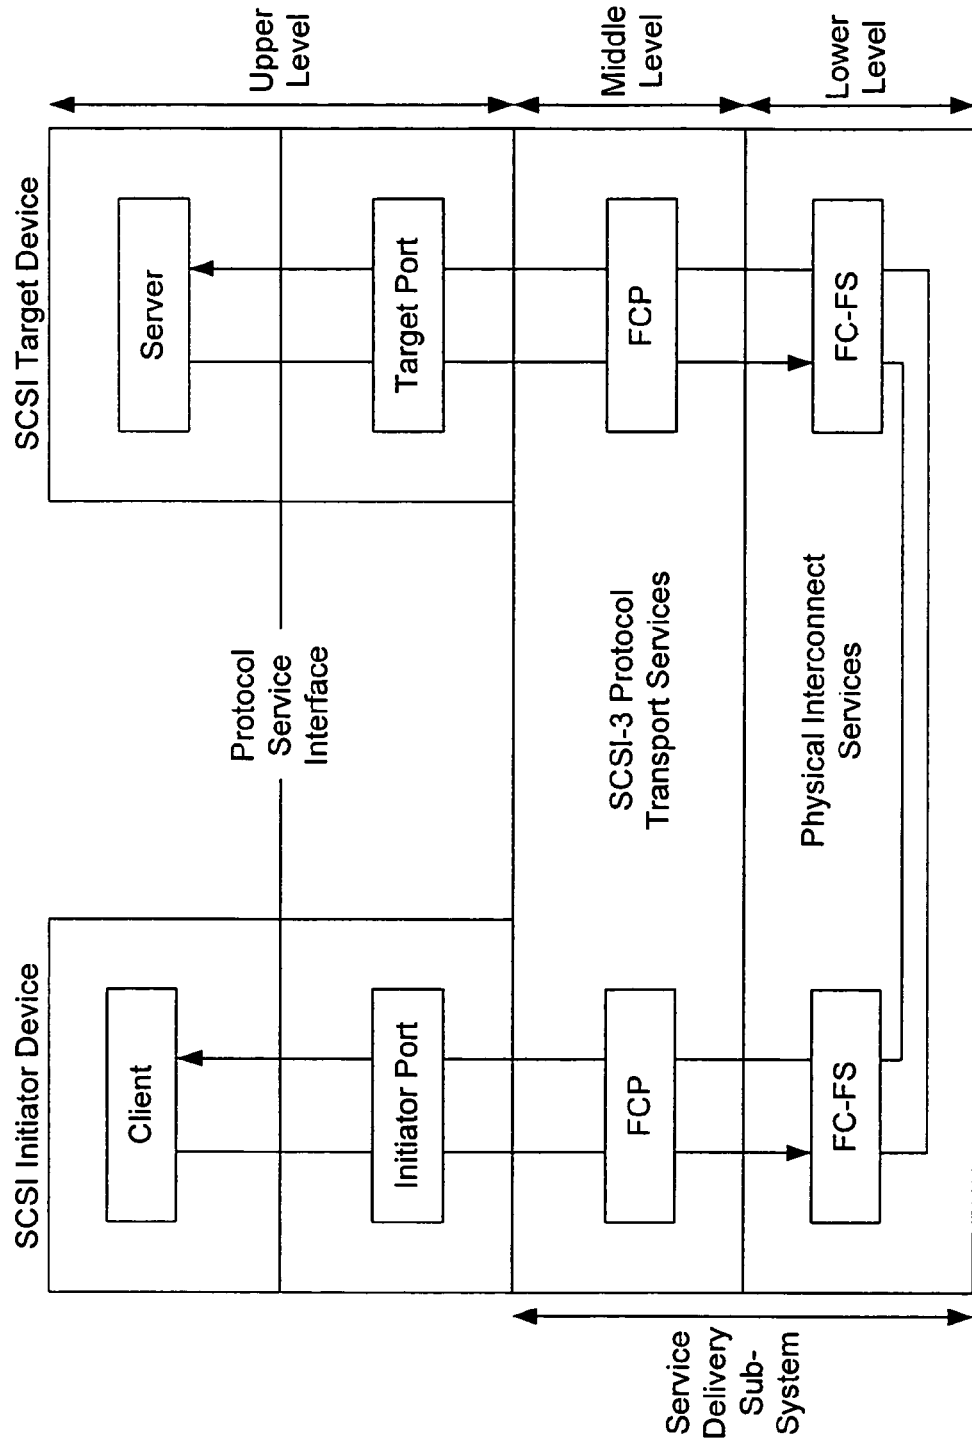 SCSI Initiator Device
SCSI Target Device
Client
Protocol
Service
Interface
Server
Upper
Level
Initiator Port
Target Port
FCP
SCSI-3 Protocol
Transport Services
FCP
Middle
Level
Service
Delivery
Sub-
System
FC-FS
Physical Interconnect
Services
FC-FS
Lower
Level